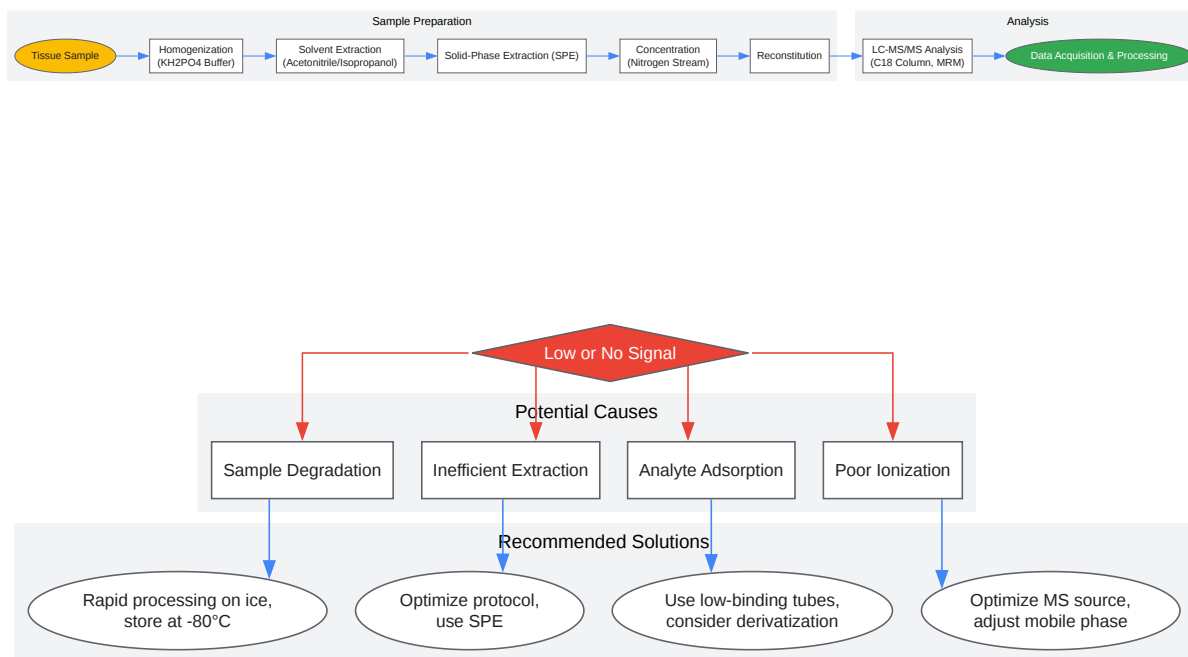 Sample Preparation
Analysis
Tissue Sample
Homogenization
(KH2PO4 Buffer)
Solvent Extraction
(Acetonitrile/Isopropanol)
Solid-Phase Extraction (SPE)
Concentration
(Nitrogen Stream)
Reconstitution
LC-MS/MS Analysis
(C18 Column, MRM)
Data Acquisition & Processing
Low or No Signal
Potential Causes
Sample Degradation
Inefficient Extraction
Analyte Adsorption
Poor Ionization
Recommended Solutions
Rapid processing on ice,
store at -80°C
Optimize protocol,
use SPE
Use low-binding tubes,
consider derivatization
Optimize MS source,
adjust mobile phase